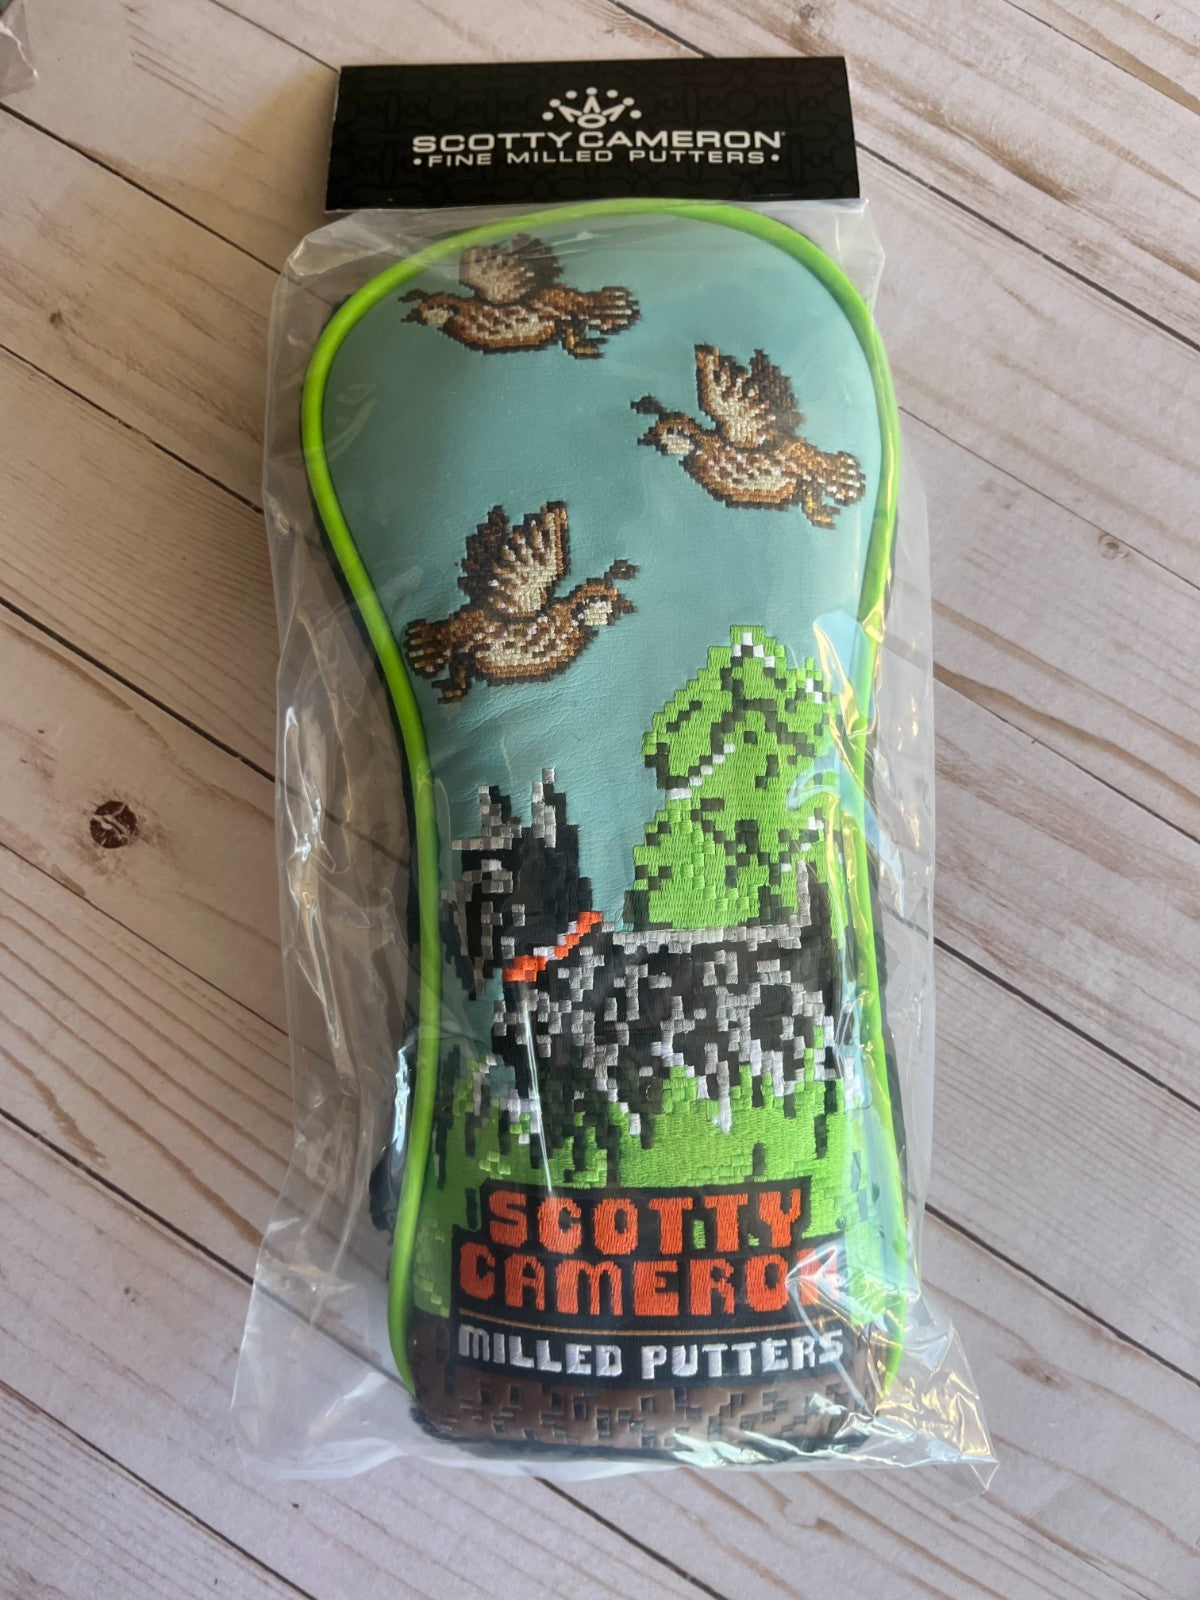 SCOTTY CAMERON®
• FINE MILLED PUTTERS •
SCOTTY
CAMERON
MILLED PUTTERS